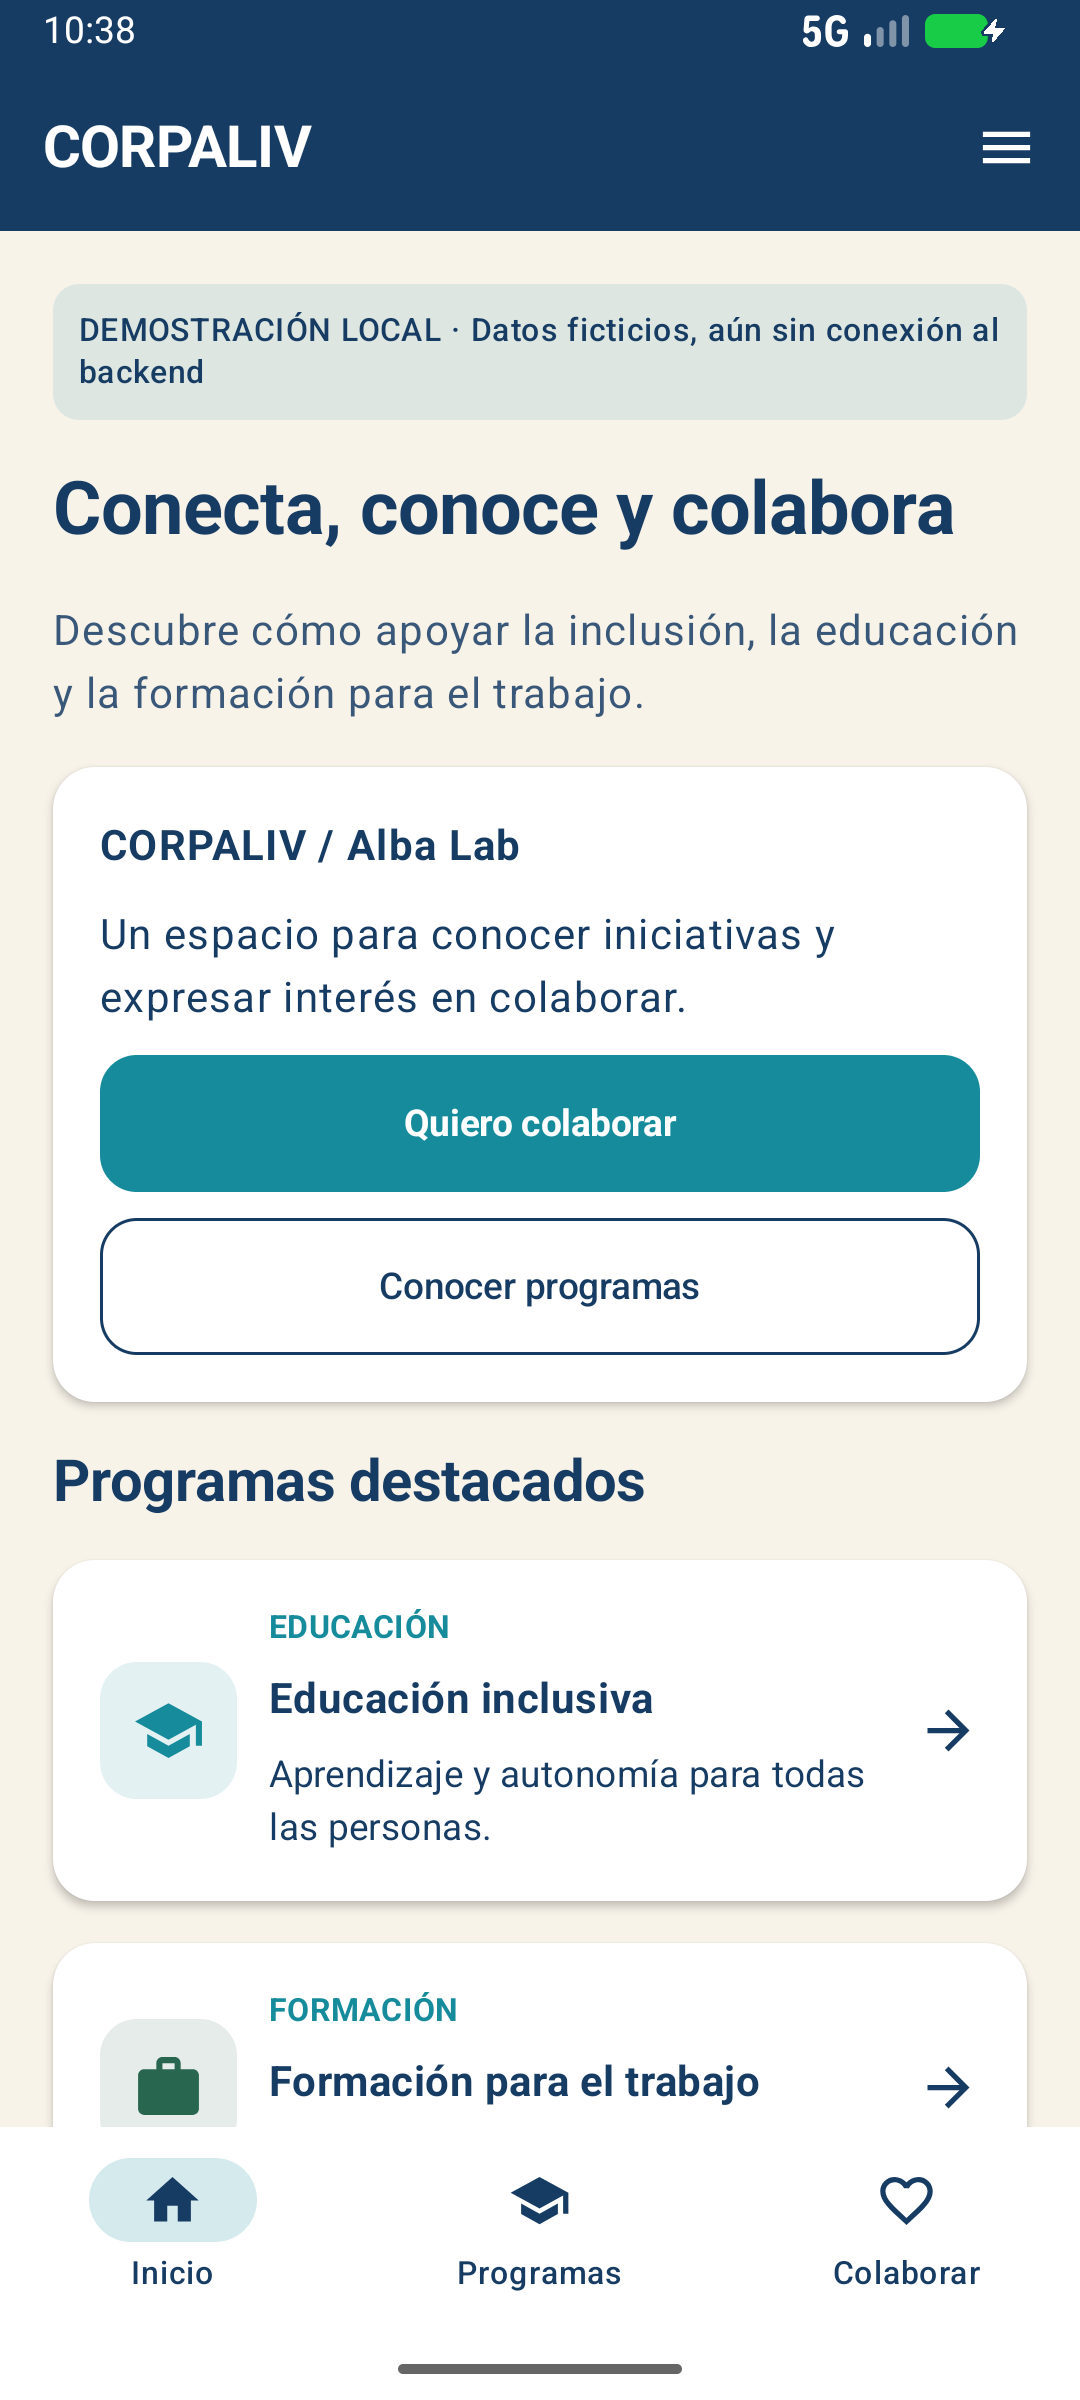 10:38
5G
CORPALIV
DEMOSTRACIÓN LOCAL · Datos ficticios, aún sin conexión al
backend
Conecta, conoce y colabora
Descubre cómo apoyar la inclusión, la educación
y la formación para el trabajo.
CORPALIV / Alba Lab
Un espacio para conocer iniciativas y
expresar interés en colaborar.
Quiero colaborar
Conocer programas
Programas destacados
EDUCACIÓN
Educación inclusiva
Aprendizaje y autonomía para todas
las personas.
FORMACIÓN
Formación para el trabajo
Inicio
Programas
Colaborar